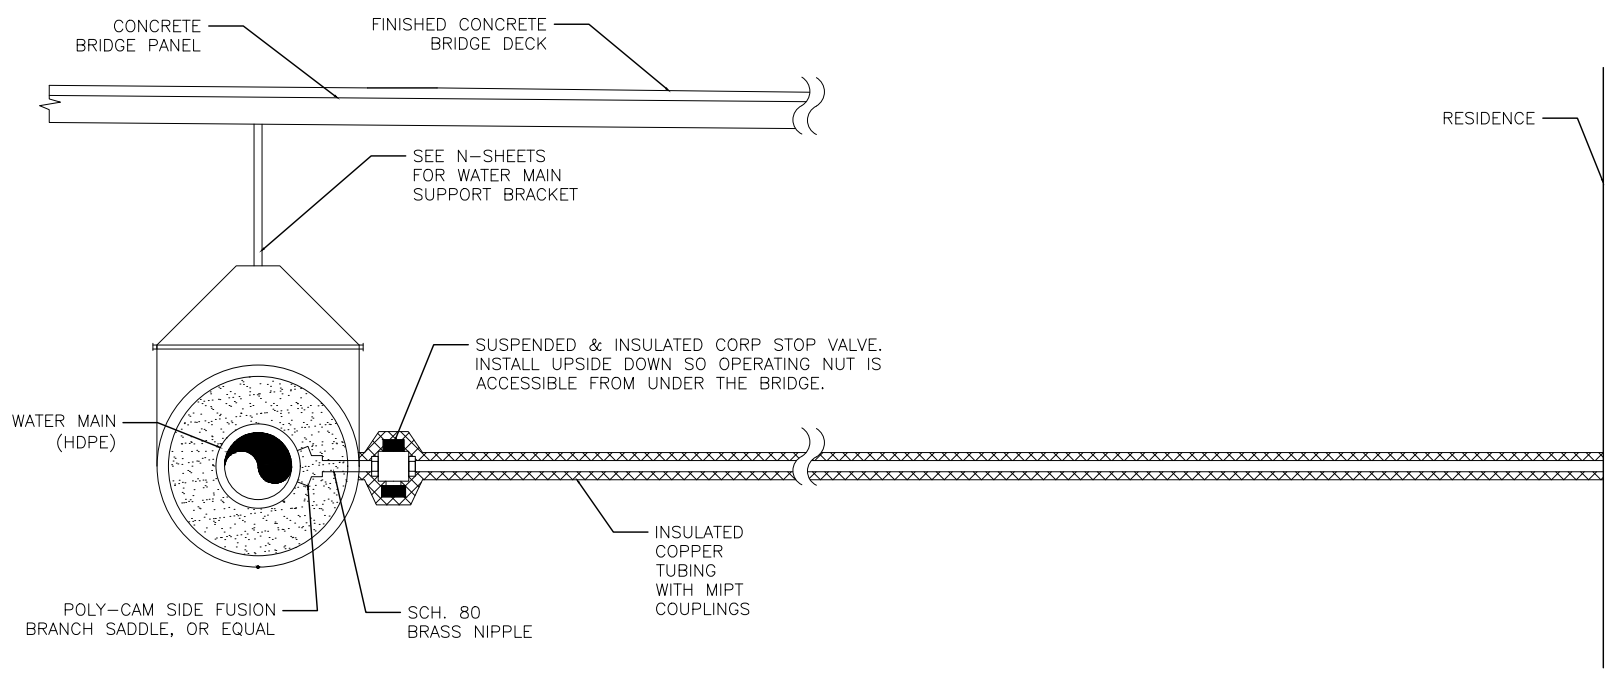 CONCRETE
BRIDGE PANEL
FINISHED CONCRETE
BRIDGE DECK
RESIDENCE
SEE N-SHEETS
FOR WATER MAIN
SUPPORT BRACKET
SUSPENDED & INSULATED CORP STOP VALVE.
INSTALL UPSIDE DOWN SO OPERATING NUT IS
ACCESSIBLE FROM UNDER THE BRIDGE.
WATER MAIN
(HDPE)
INSULATED
COPPER
TUBING
WITH MIPT
COUPLINGS
POLY-CAM SIDE FUSION
BRANCH SADDLE, OR EQUAL
SCH. 80
BRASS NIPPLE